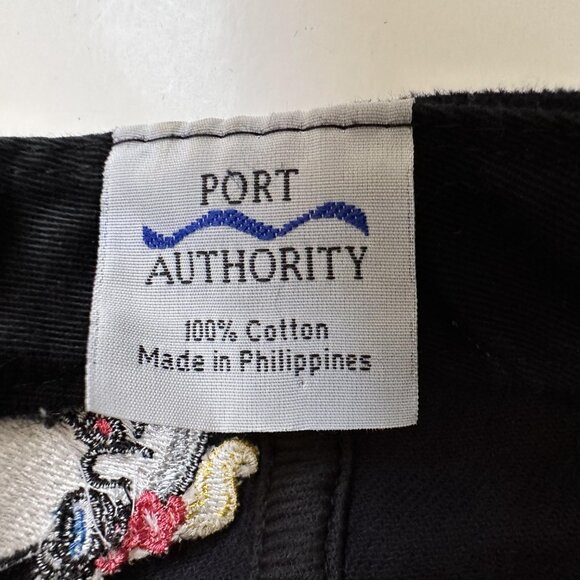 PORT
AUTHORITY
100% Cotton
Made in Philippines